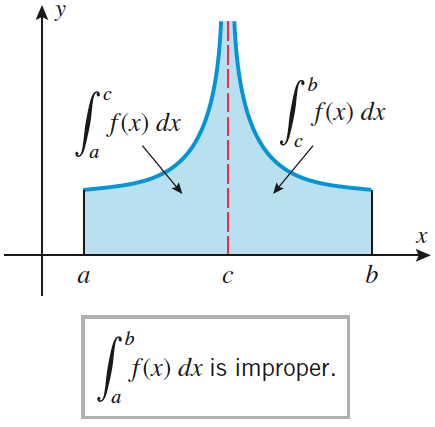 y
∫_a^c f(x) dx
∫_c^b f(x) dx
x
a c b
∫_a^b f(x) dx is improper.